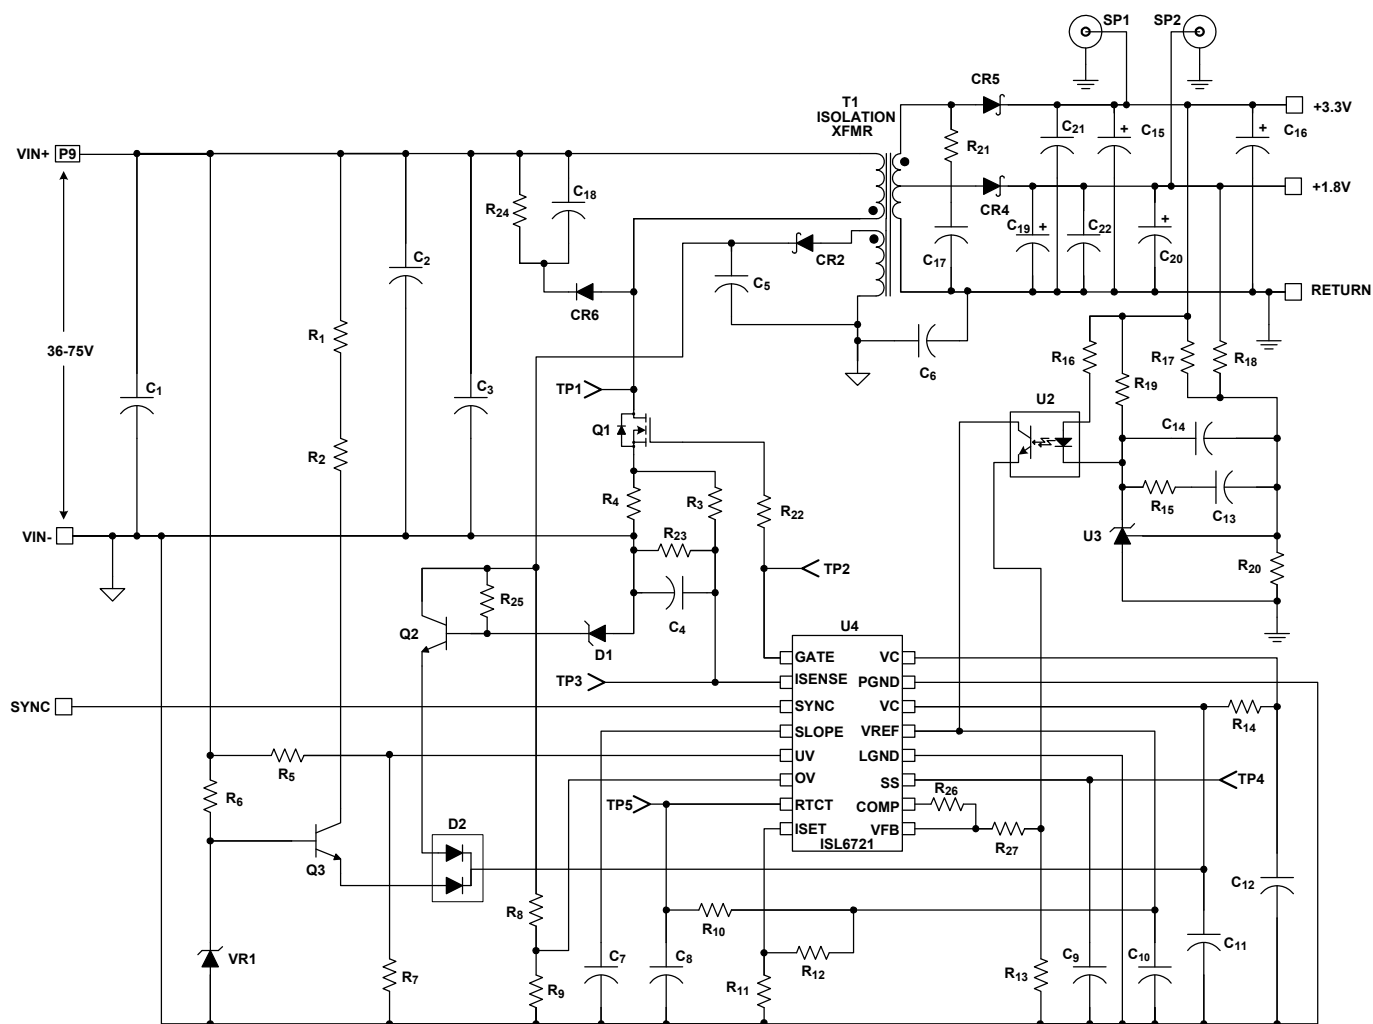 SP1
SP2
CR5
T1
ISOLATION
XFMR
+3.3V
C21
C15
C16
+
+
R21
VIN+
P9
C18
R24
+1.8V
CR4
C19
+
C22
+
C20
C17
CR2
C2
C5
CR6
RETURN
R1
36-75V
C6
R16
R17
R18
R19
C1
C3
TP1
U2
Q1
C14
R2
R4
R3
R22
R15
C13
VIN-
R23
U3
TP2
R20
R25
C4
Q2
D1
U4
GATE
VC
TP3
ISENSE
PGND
SYNC
SYNC
VC
R14
SLOPE
VREF
UV
LGND
R5
OV
SS
TP4
R6
R26
TP5
RTCT
COMP
D2
ISET
VFB
ISL6721
R27
Q3
C12
R8
R10
C11
VR1
R7
C7
C8
R12
C9
C10
R9
R11
R13